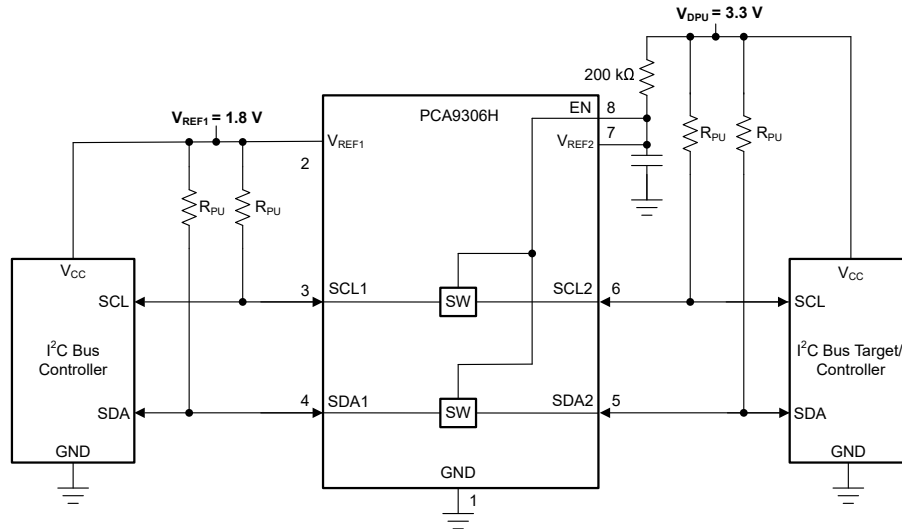 V_DPU = 3.3 V
200 kΩ
EN 8
PCA9306H
V_REF1 = 1.8 V
7
V_REF1
V_REF2
2
R_PU
R_PU
R_PU
R_PU
V_CC
V_CC
SCL
3
SCL1
SW
SCL2
6
SCL
I²C Bus
Controller
I²C Bus Target/
Controller
SDA
4
SDA1
SW
SDA2
5
SDA
GND
GND
GND
1